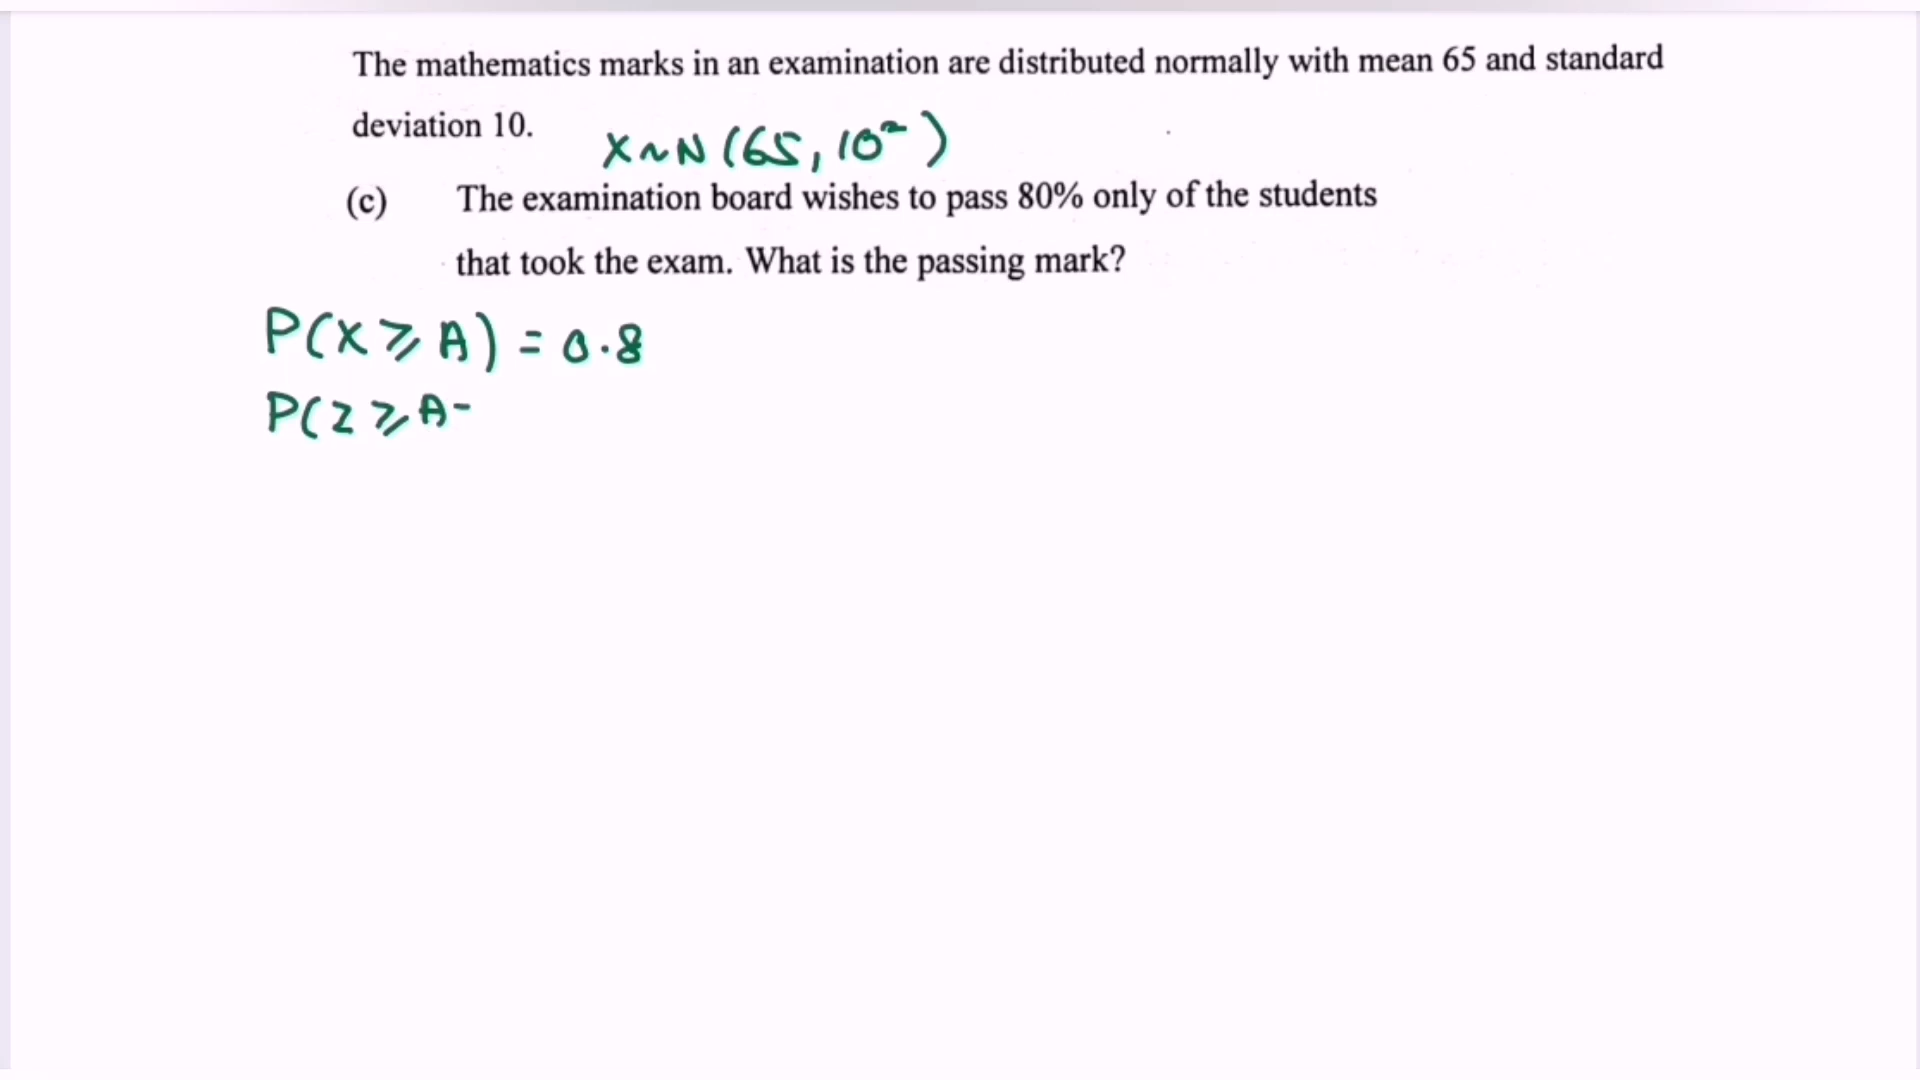 The mathematics marks in an examination are distributed normally with mean 65 and standard
deviation 10.
X~N (65, 10²)
(c) The examination board wishes to pass 80% only of the students
that took the exam. What is the passing mark?
P(X ⩾ A) = 0.8
P(Z ⩾ A-